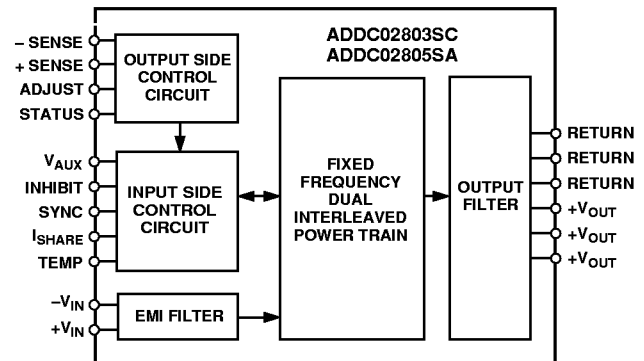 ADDC02803SC
ADDC02805SA
– SENSE
+ SENSE
ADJUST
STATUS
OUTPUT SIDE
CONTROL
CIRCUIT
VAUX
INHIBIT
SYNC
ISHARE
TEMP
INPUT SIDE
CONTROL
CIRCUIT
–VIN
+VIN
EMI FILTER
FIXED
FREQUENCY
DUAL
INTERLEAVED
POWER TRAIN
OUTPUT
FILTER
RETURN
RETURN
RETURN
+VOUT
+VOUT
+VOUT